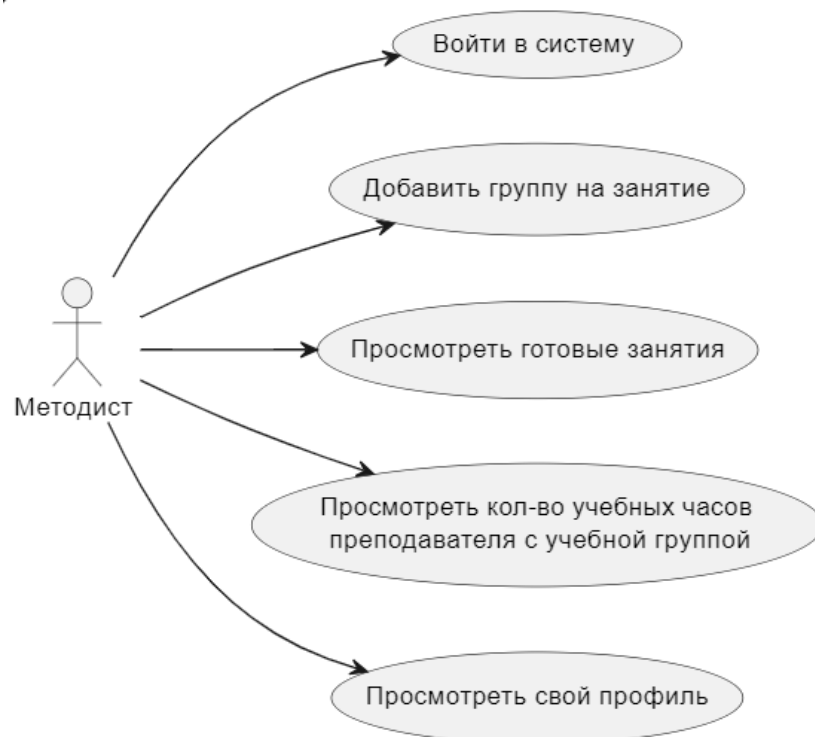 Войти в систему
Добавить группу на занятие
Просмотреть готовые занятия
Методист
Просмотреть кол-во учебных часов
преподавателя с учебной группой
Просмотреть свой профиль